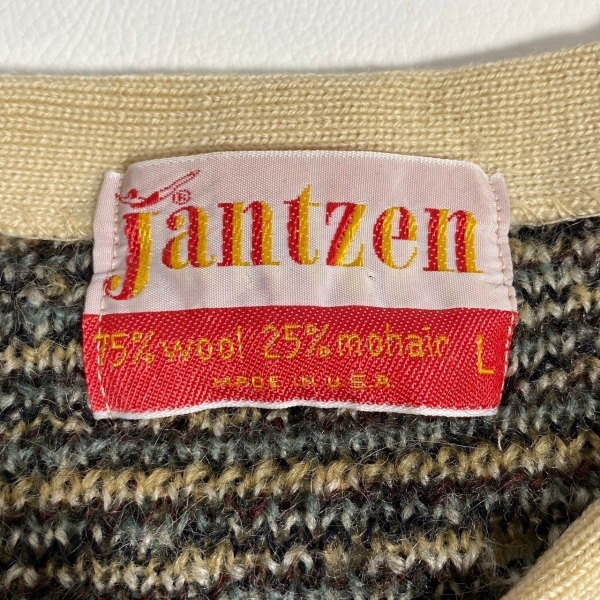 jantzen®
75% wool 25% mohair L
MADE IN U.S.A.